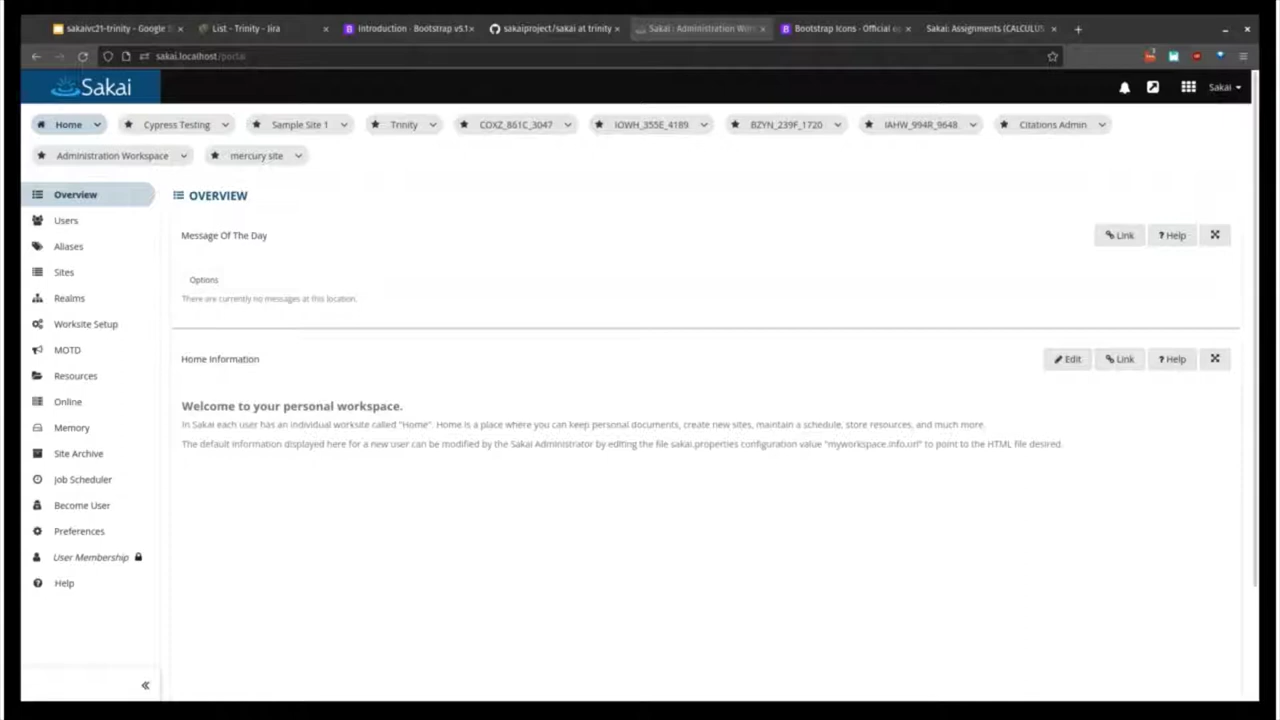 sakaivc21-trinity - Google
List - Trinity - Jira
Introduction · Bootstrap v5.1
sakaiproject/sakai at trinity
Sakai : Administration Wor
Bootstrap Icons · Official
Sakai: Assignments (CALCULUS
sakai.localhost/portal
Sakai
Sakai
Home
Cypress Testing
Sample Site 1
Trinity
COXZ_861C_3047
IOWH_355E_4189
BZYN_239F_1720
IAHW_994R_9648
Citations Admin
Administration Workspace
mercury site
Overview
Users
Aliases
Sites
Realms
Worksite Setup
MOTD
Resources
Online
Memory
Site Archive
Job Scheduler
Become User
Preferences
User Membership
Help
OVERVIEW
Message Of The Day
Link
? Help
Options
There are currently no messages at this location.
Home Information
Edit
Link
? Help
Welcome to your personal workspace.
In Sakai each user has an individual worksite called "Home". Home is a place where you can keep personal documents, create new sites, maintain a schedule, store resources, and much more.
The default information displayed here for a new user can be modified by the Sakai Administrator by editing the file sakai.properties configuration value "myworkspace.info.url" to point to the HTML file desired.